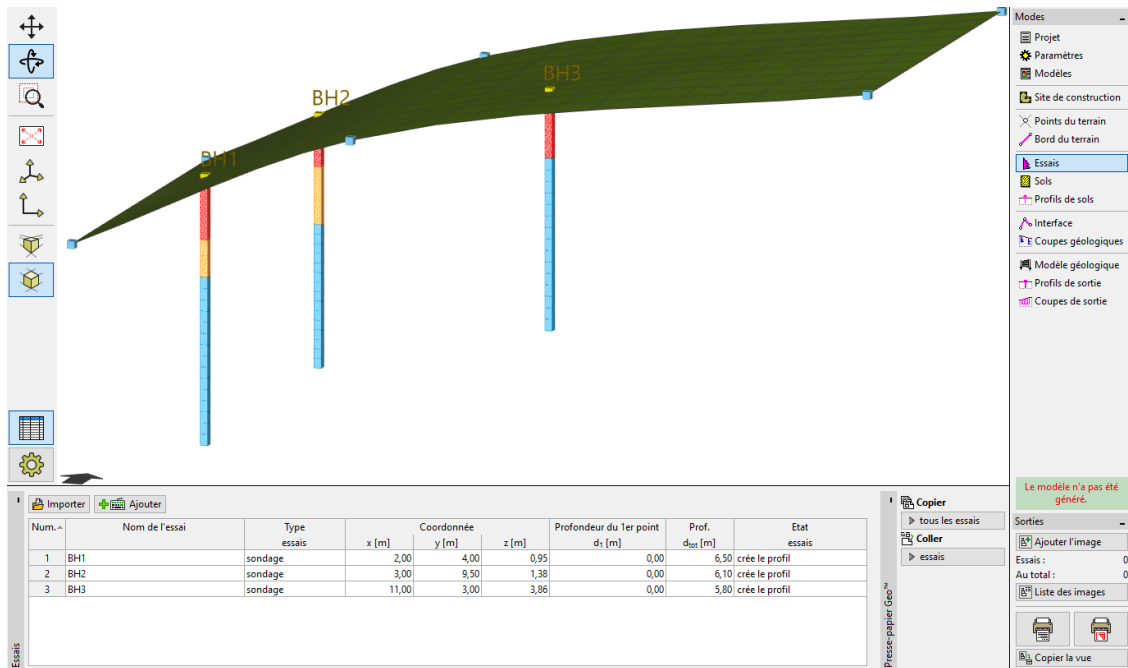 BH1
BH2
BH3
Modes
Projet
Paramètres
Modèles
Site de construction
Points du terrain
Bord du terrain
Essais
Sols
Profils de sols
Interface
Coupes géologiques
Modèle géologique
Profils de sortie
Coupes de sortie
Le modèle n'a pas été
généré.
Sorties
Ajouter l'image
Essais : 0
Au total : 0
Liste des images
Copier la vue
Essais
Importer Ajouter
Num. Nom de l'essai Type Coordonnée Profondeur du 1er point Prof. Etat
essais x [m] y [m] z [m] d1 [m] dtot [m] essais
1 BH1 sondage 2,00 4,00 0,95 0,00 6,50 crée le profil
2 BH2 sondage 3,00 9,50 1,38 0,00 6,10 crée le profil
3 BH3 sondage 11,00 3,00 3,86 0,00 5,80 crée le profil
Presse-papier Geo™
Copier
tous les essais
Coller
essais